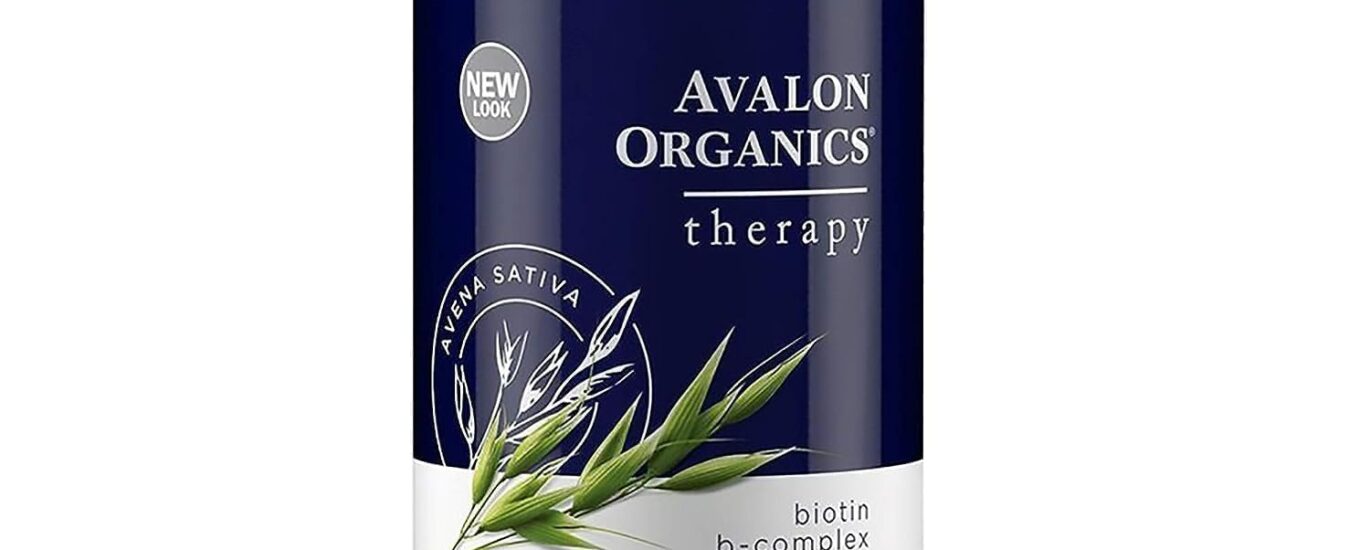 NEW
LOOK
AVALON
ORGANICS®
therapy
AVENA SATIVA
biotin
b-complex